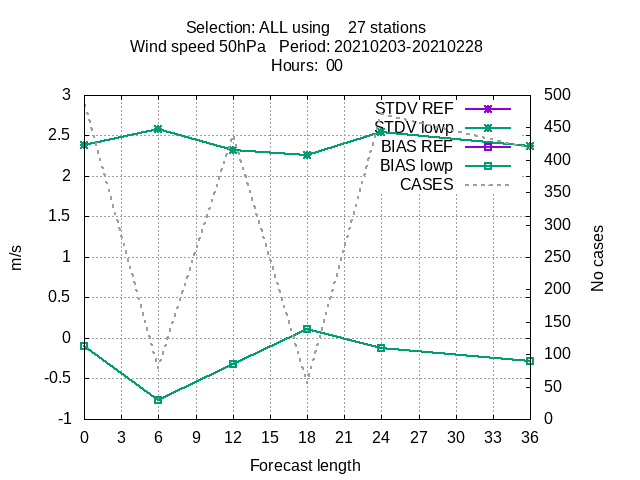 Selection: ALL using    27 stations
Wind speed 50hPa   Period: 20210203-20210228
Hours:  00
STDV REF
STDV lowp
BIAS REF
BIAS lowp
CASES
3
2.5
2
1.5
1
0.5
0
-0.5
-1
500
450
400
350
300
250
200
150
100
50
0
m/s
No cases
0 3 6 9 12 15 18 21 24 27 30 33 36
Forecast length